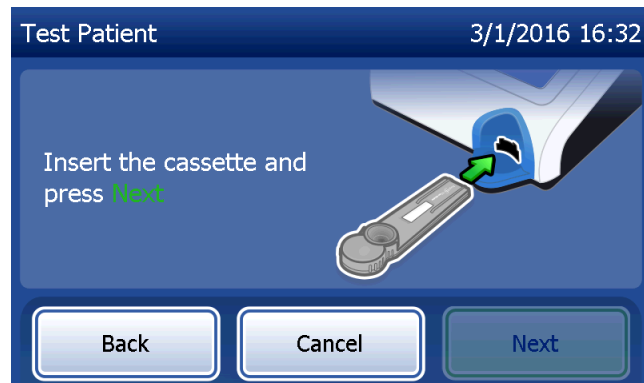 Test Patient 3/1/2016 16:32
Insert the cassette and
press Next
Back Cancel Next